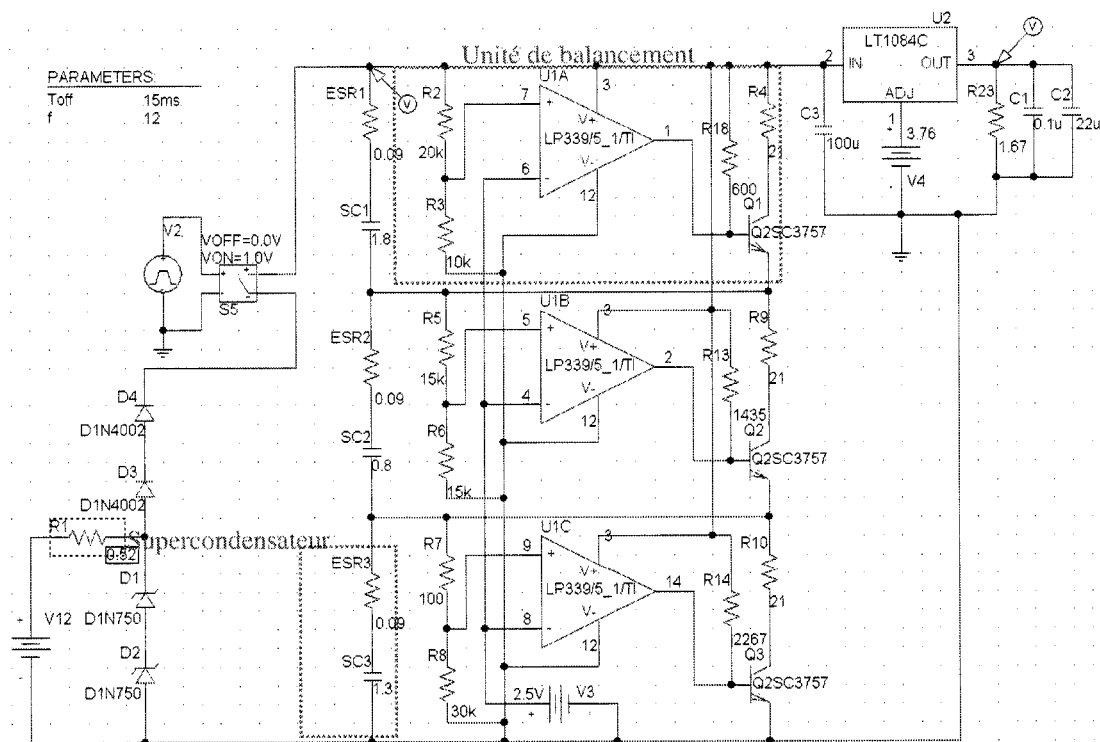 Unité de balancement
U2
LT1084C
2
IN
OUT
3
ADJ
1
+
3.76
-
V4
C3
100u
R23
1.67
C1
0.1u
C2
22u
V
PARAMETERS:
Toff 15ms
f 12
ESR1
0.09
V
R2
20k
U1A
7
+
3
V+
LP339/5_1/TI
V-
6
-
12
1
R18
600
R4
21
Q1
Q2SC3757
SC1
1.8
R3
10k
V2
VOFF=0.0V
VON=1.0V
S5
ESR2
0.09
R5
15k
U1B
5
+
3
V+
LP339/5_1/TI
V-
4
-
12
2
R13
1435
R9
21
Q2
Q2SC3757
SC2
0.8
R6
15k
D4
D1N4002
D3
D1N4002
R1
0.52
Supercondensateur
ESR3
0.09
R7
100
U1C
9
+
3
V+
LP339/5_1/TI
V-
8
-
12
14
R14
2267
R10
21
Q3
Q2SC3757
D1
D1N750
+
V12
-
D2
D1N750
SC3
1.3
R8
30k
2.5V
+
V3
-